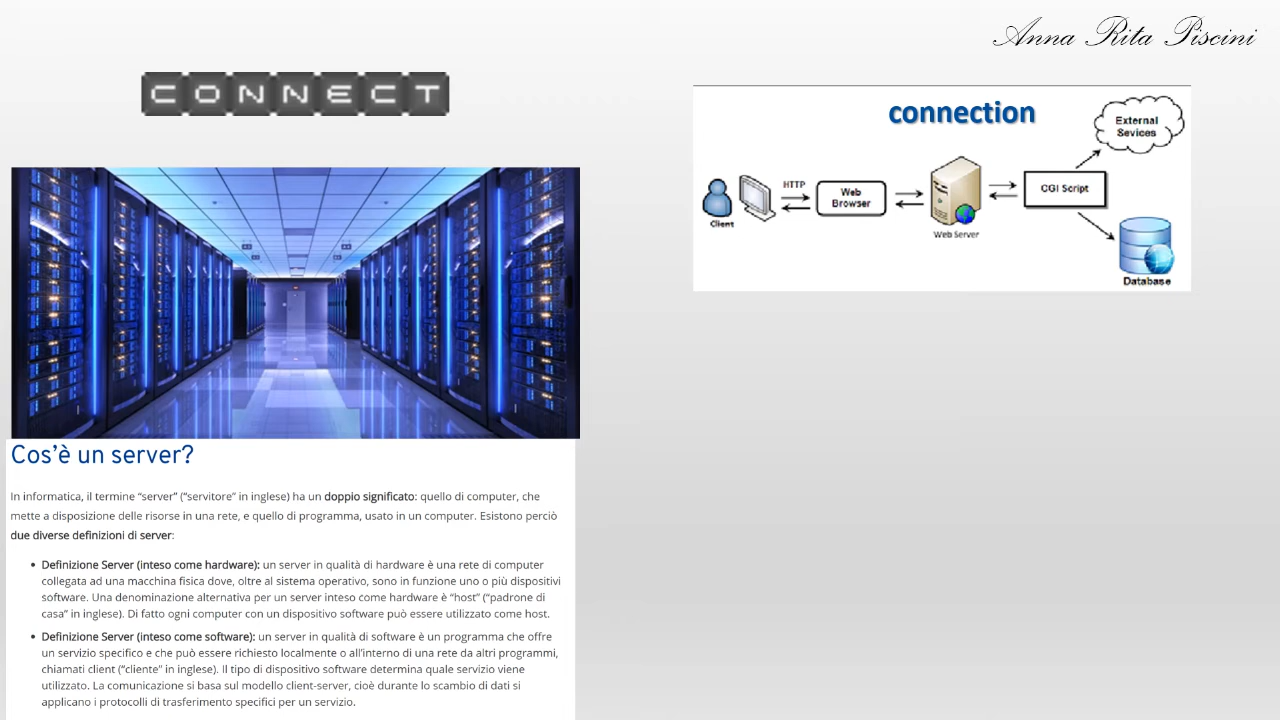 Anna Rita Piscini
CONNECT
connection
External
Sevices
HTTP
Web
Browser
CGI Script
Client
Web Server
Database
Cos'è un server?
In informatica, il termine “server” (“servitore” in inglese) ha un doppio significato: quello di computer, che
mette a disposizione delle risorse in una rete, e quello di programma, usato in un computer. Esistono perciò
due diverse definizioni di server:
• Definizione Server (inteso come hardware): un server in qualità di hardware è una rete di computer
collegata ad una macchina fisica dove, oltre al sistema operativo, sono in funzione uno o più dispositivi
software. Una denominazione alternativa per un server inteso come hardware è “host” (“padrone di
casa” in inglese). Di fatto ogni computer con un dispositivo software può essere utilizzato come host.
• Definizione Server (inteso come software): un server in qualità di software è un programma che offre
un servizio specifico e che può essere richiesto localmente o all’interno di una rete da altri programmi,
chiamati client (“cliente” in inglese). Il tipo di dispositivo software determina quale servizio viene
utilizzato. La comunicazione si basa sul modello client-server, cioè durante lo scambio di dati si
applicano i protocolli di trasferimento specifici per un servizio.